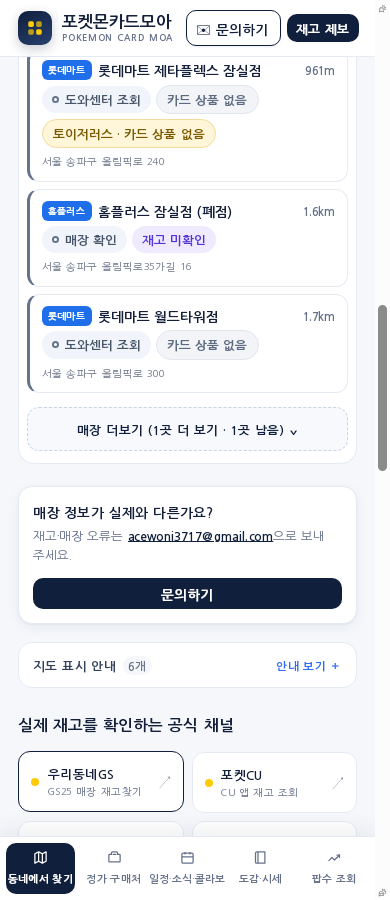 포켓몬카드모아
POKEMON CARD MOA
문의하기
재고 제보
롯데마트 롯데마트 제타플렉스 잠실점 961m
도와센터 조회 카드 상품 없음
토이저러스 · 카드 상품 없음
서울 송파구 올림픽로 240
홈플러스 홈플러스 잠실점 (폐점) 1.6km
매장 확인 재고 미확인
서울 송파구 올림픽로35가길 16
롯데마트 롯데마트 월드타워점 1.7km
도와센터 조회 카드 상품 없음
서울 송파구 올림픽로 300
매장 더보기 (1곳 더 보기 · 1곳 남음)
매장 정보가 실제와 다른가요?
재고·매장 오류는 acewoni3717@gmail.com으로 보내
주세요.
문의하기
지도 표시 안내 6개 안내 보기 +
실제 재고를 확인하는 공식 채널
우리동네GS
GS25 매장 재고찾기
포켓CU
CU 앱 재고 조회
동네에서 찾기 정가 구매처 일정·소식·콜라보 도감·시세 팝수 조회